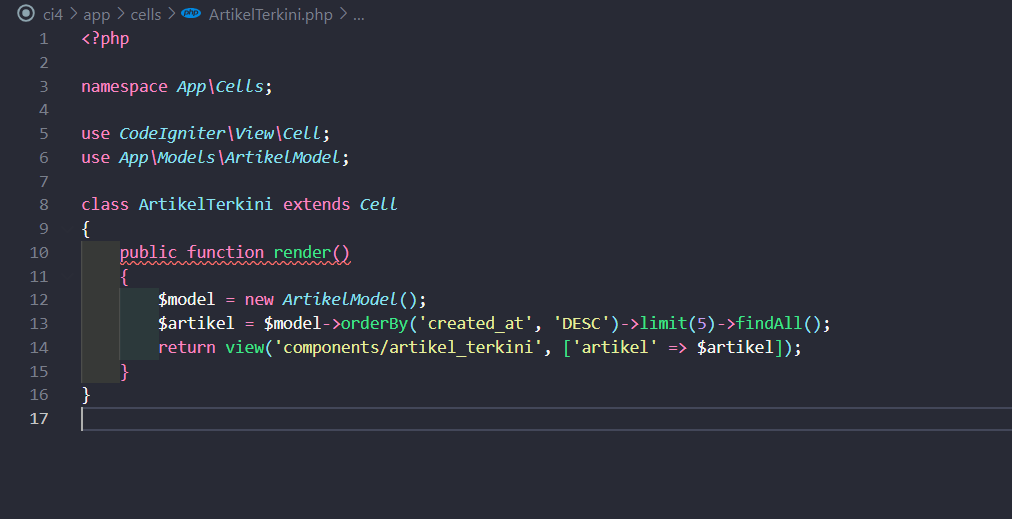 ci4 > app > cells > php ArtikelTerkini.php > ...
1 <?php
2
3 namespace App\Cells;
4
5 use CodeIgniter\View\Cell;
6 use App\Models\ArtikelModel;
7
8 class ArtikelTerkini extends Cell
9 {
10 public function render()
11 {
12 $model = new ArtikelModel();
13 $artikel = $model->orderBy('created_at', 'DESC')->limit(5)->findAll();
14 return view('components/artikel_terkini', ['artikel' => $artikel]);
15 }
16 }
17